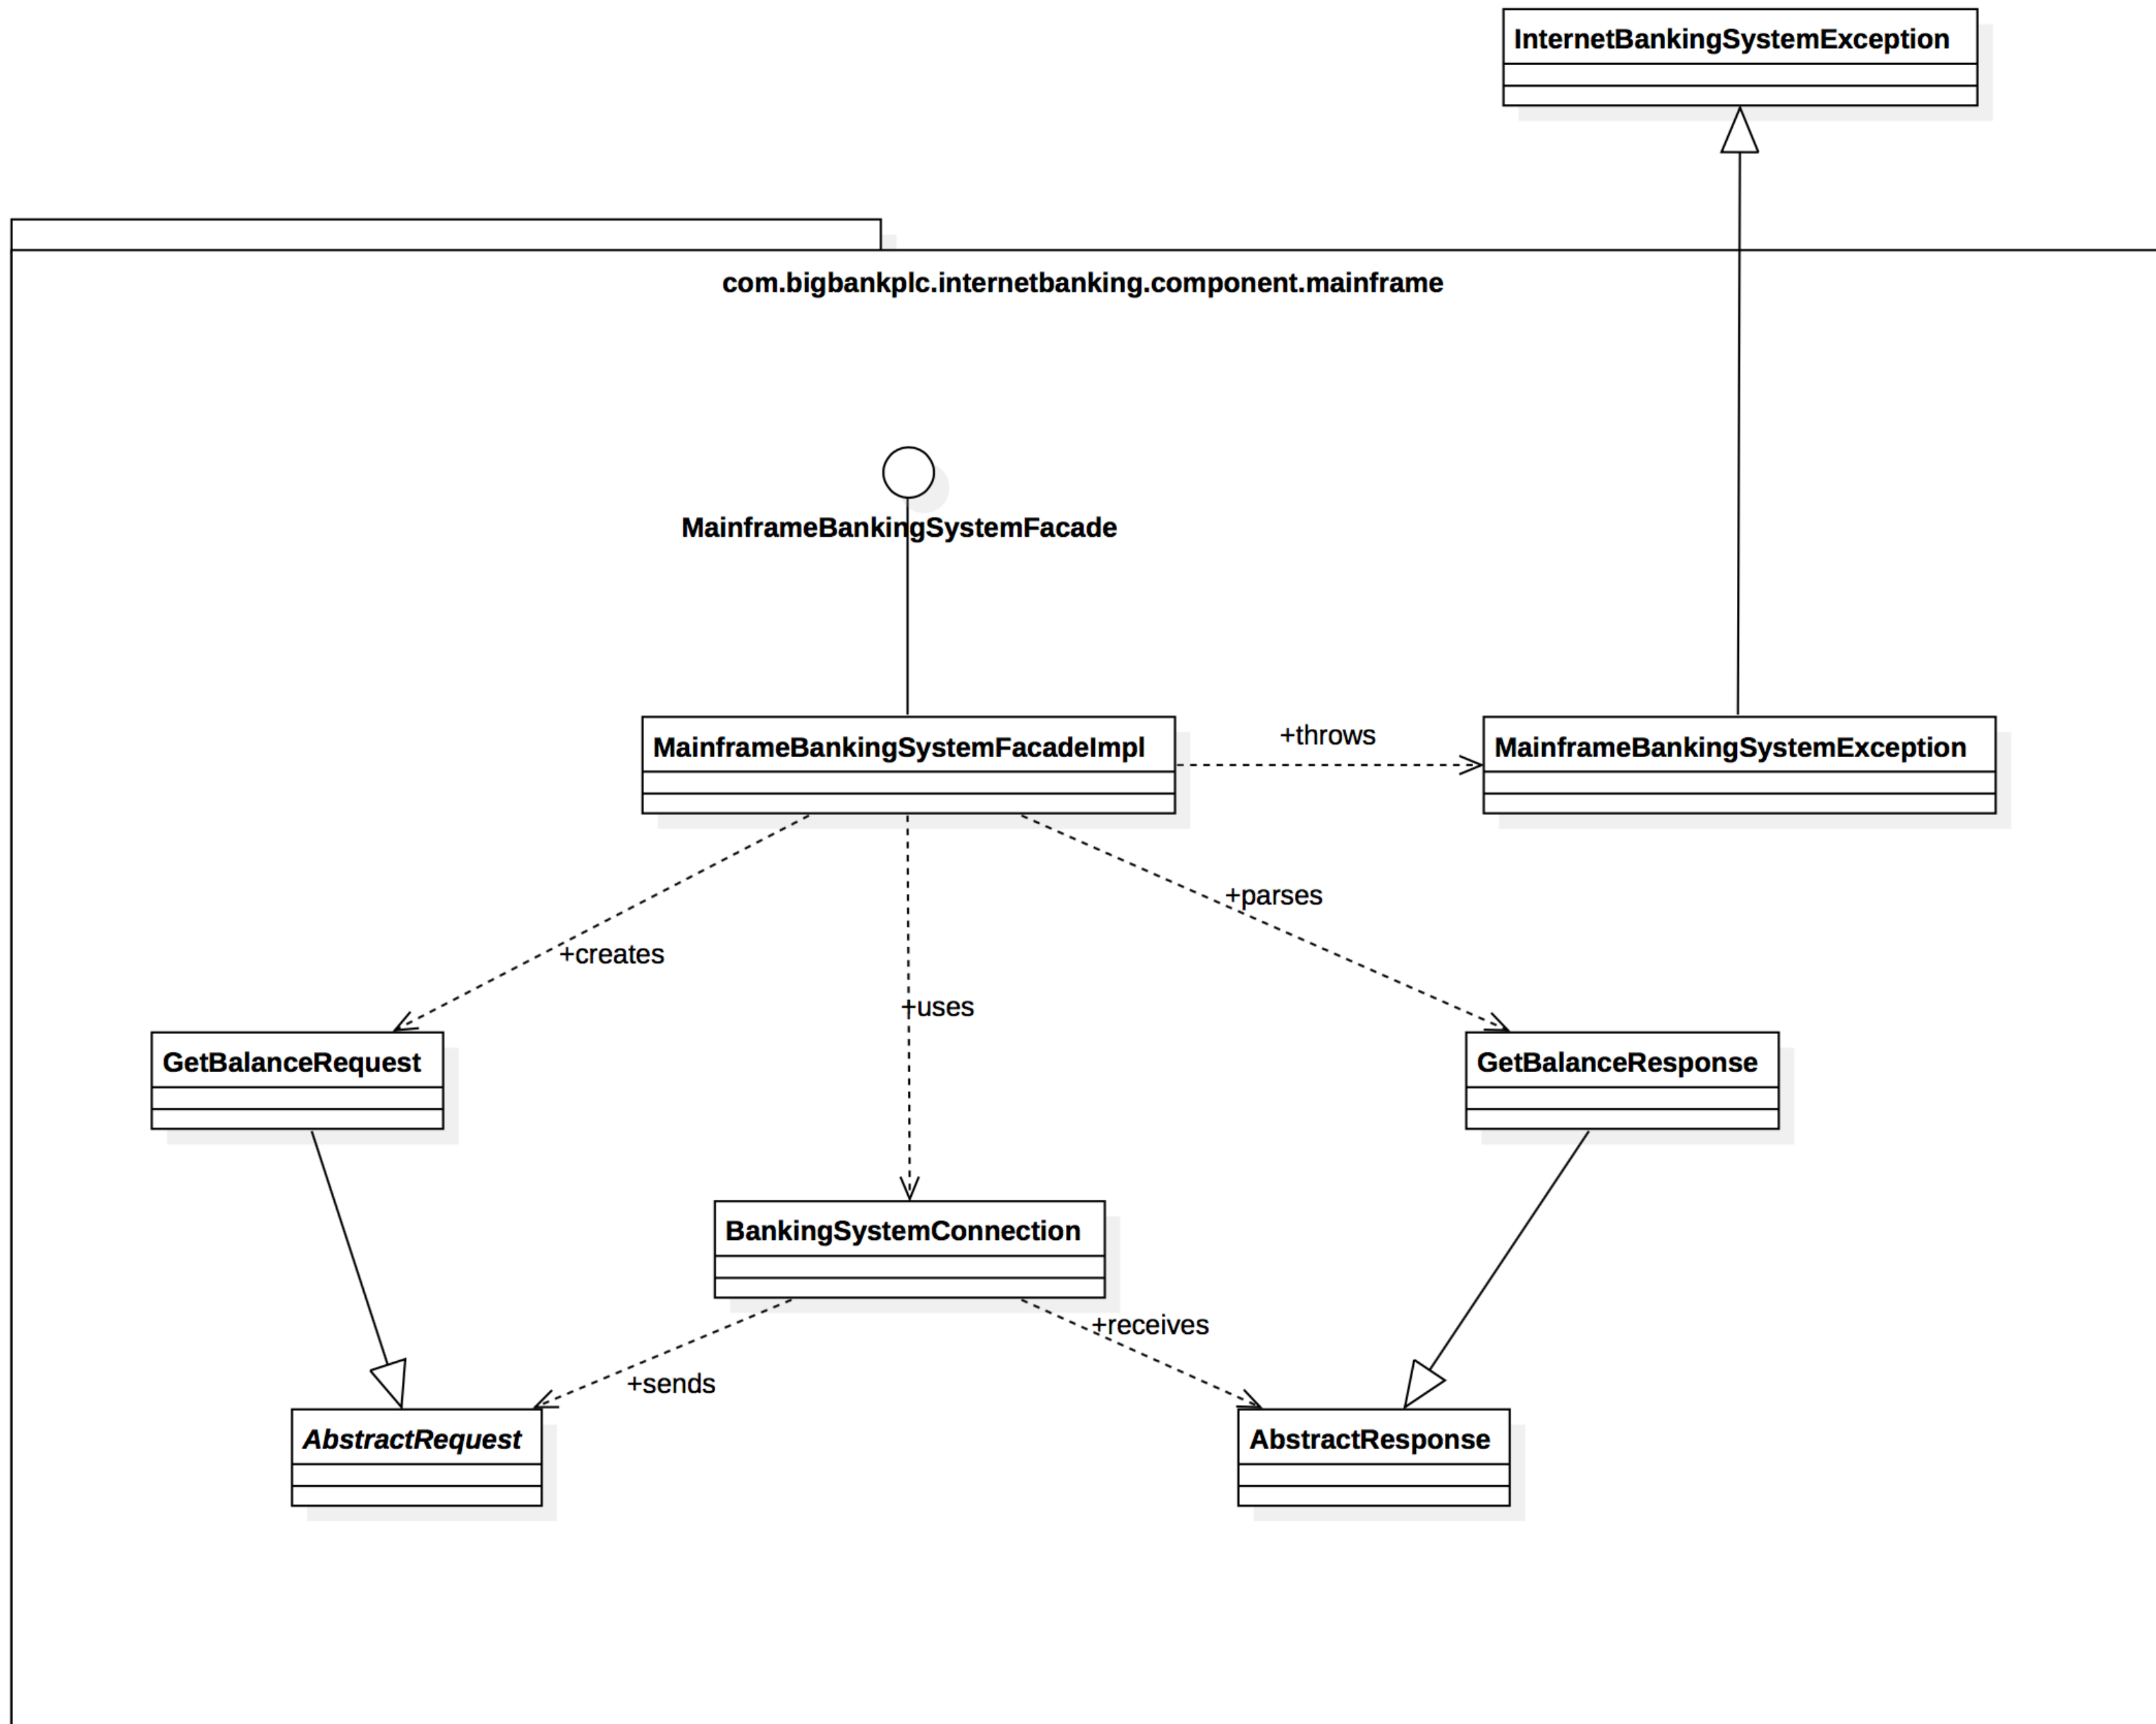 InternetBankingSystemException
com.bigbankplc.internetbanking.component.mainframe
MainframeBankingSystemFacade
MainframeBankingSystemFacadeImpl
+throws
MainframeBankingSystemException
+parses
+creates
+uses
GetBalanceRequest
GetBalanceResponse
BankingSystemConnection
+receives
+sends
AbstractRequest
AbstractResponse